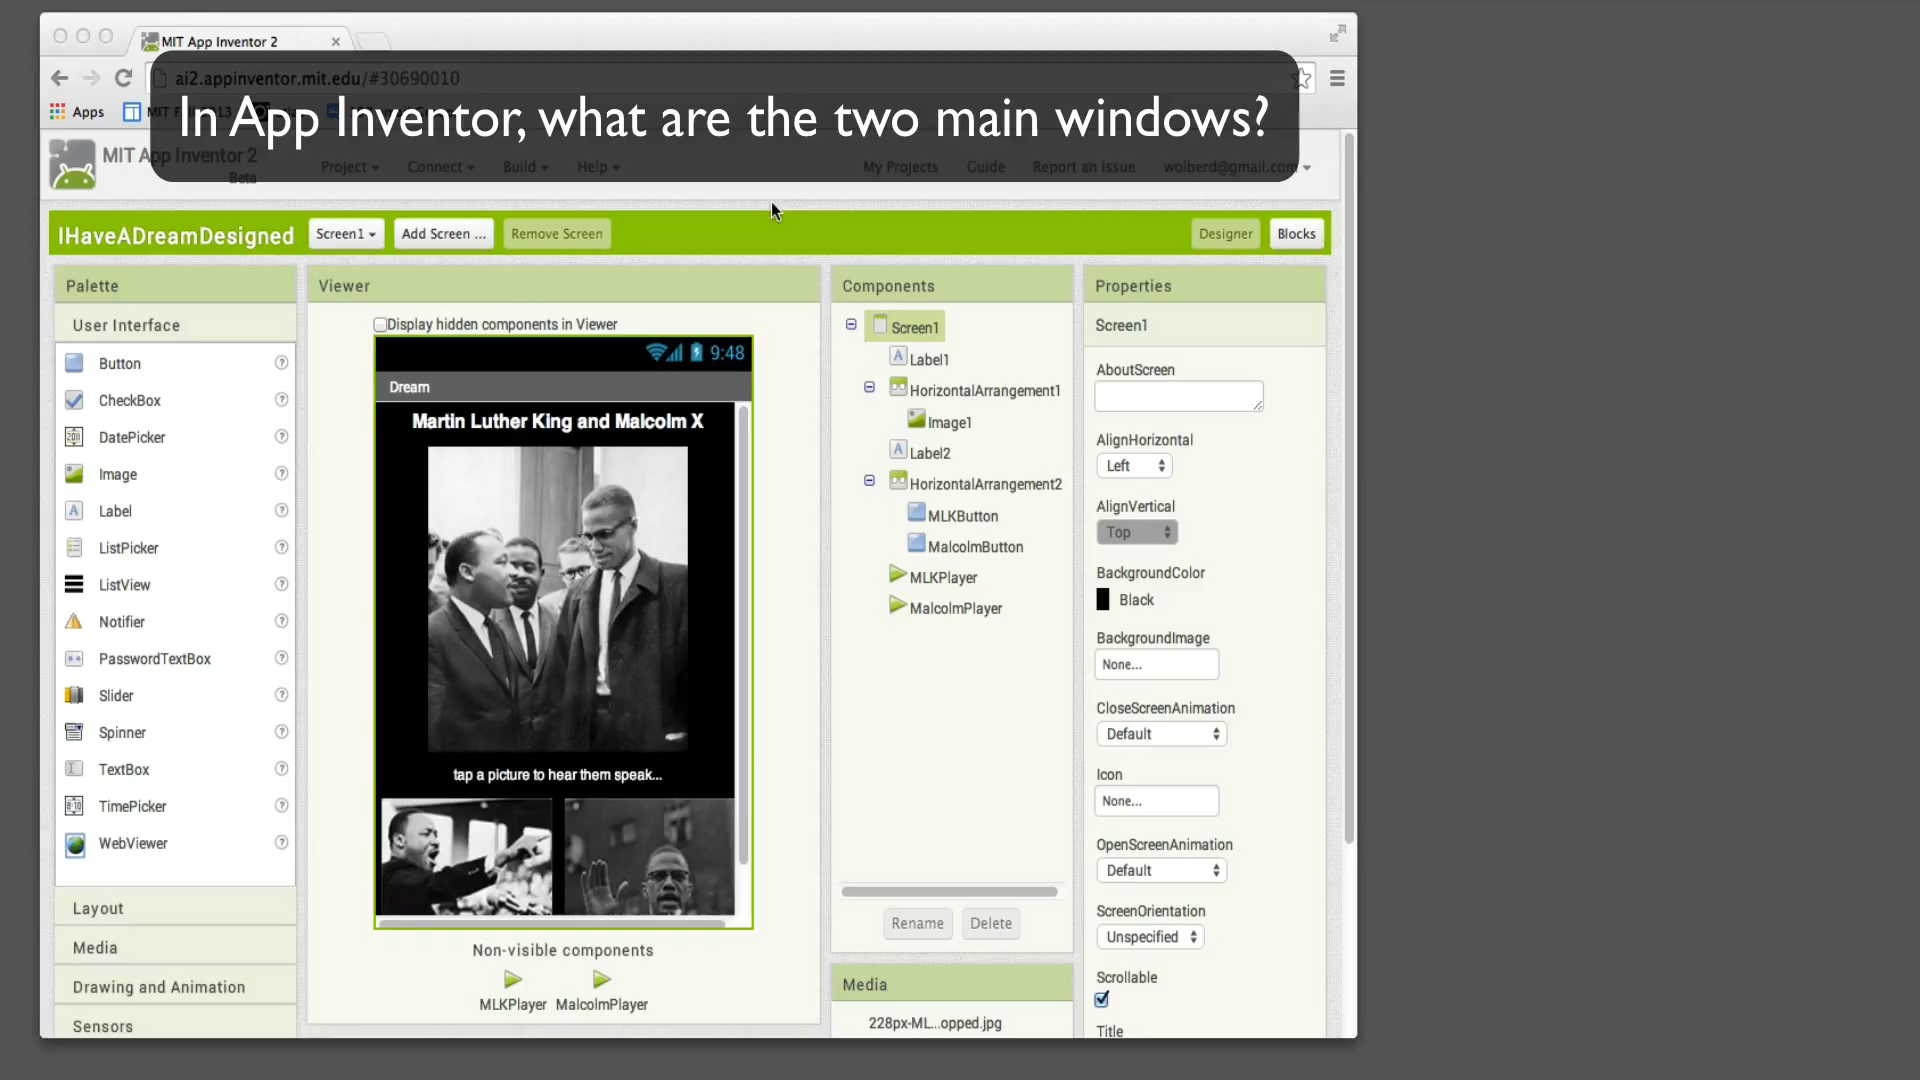 MIT App Inventor 2
ai2.appinventor.mit.edu/#30690010
Apps
In App Inventor, what are the two main windows?
MIT App Inventor 2
Beta
Project
Connect
Build
Help
My Projects
Guide
Report an Issue
wolberd@gmail.com
IHaveADreamDesigned
Screen1
Add Screen ...
Remove Screen
Designer
Blocks
Palette
User Interface
Button
CheckBox
DatePicker
Image
Label
ListPicker
ListView
Notifier
PasswordTextBox
Slider
Spinner
TextBox
TimePicker
WebViewer
Layout
Media
Drawing and Animation
Sensors
Viewer
Display hidden components in Viewer
9:48
Dream
Martin Luther King and Malcolm X
tap a picture to hear them speak...
Non-visible components
MLKPlayer
MalcolmPlayer
Components
Screen1
Label1
HorizontalArrangement1
Image1
Label2
HorizontalArrangement2
MLKButton
MalcolmButton
MLKPlayer
MalcolmPlayer
Rename
Delete
Media
228px-ML...opped.jpg
Properties
Screen1
AboutScreen
AlignHorizontal
Left
AlignVertical
Top
BackgroundColor
Black
BackgroundImage
None...
CloseScreenAnimation
Default
Icon
None...
OpenScreenAnimation
Default
ScreenOrientation
Unspecified
Scrollable
Title